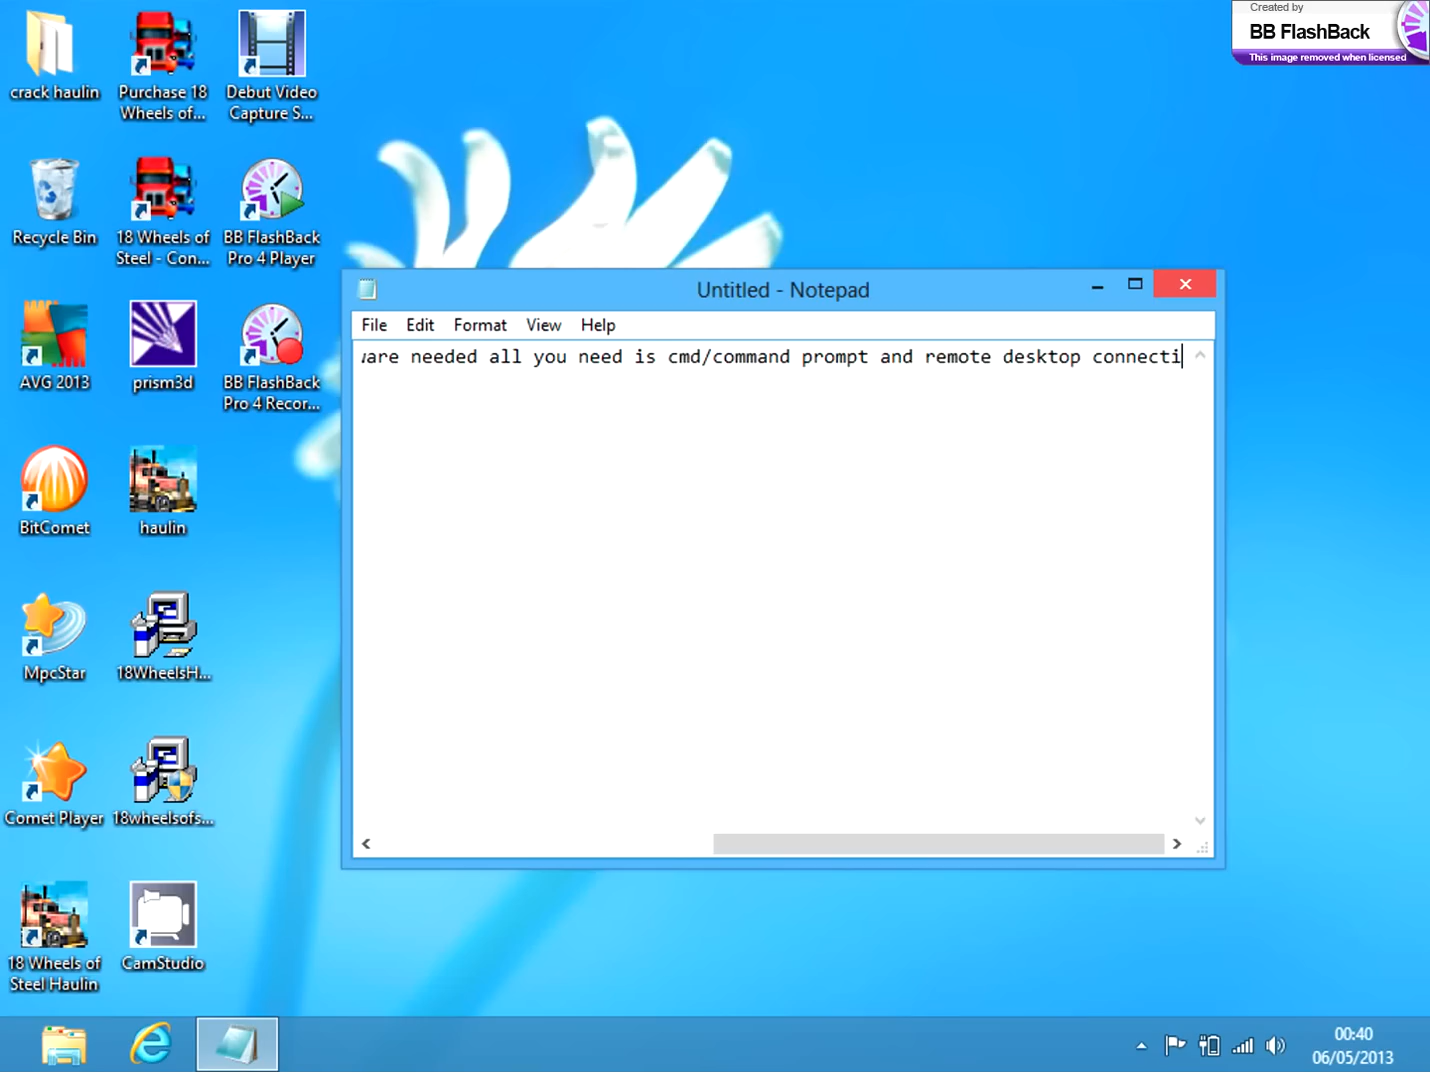 Created by
BB FlashBack
This image removed when licensed
crack haulin
Purchase 18
Wheels of...
Debut Video
Capture S...
Recycle Bin
18 Wheels of
Steel - Con...
BB FlashBack
Pro 4 Player
AVG 2013
prism3d
BB FlashBack
Pro 4 Recor...
BitComet
haulin
MpcStar
18WheelsH...
Comet Player
18wheelsofs...
18 Wheels of
Steel Haulin
CamStudio
Untitled - Notepad
File Edit Format View Help
ware needed all you need is cmd/command prompt and remote desktop connecti
00:40
06/05/2013